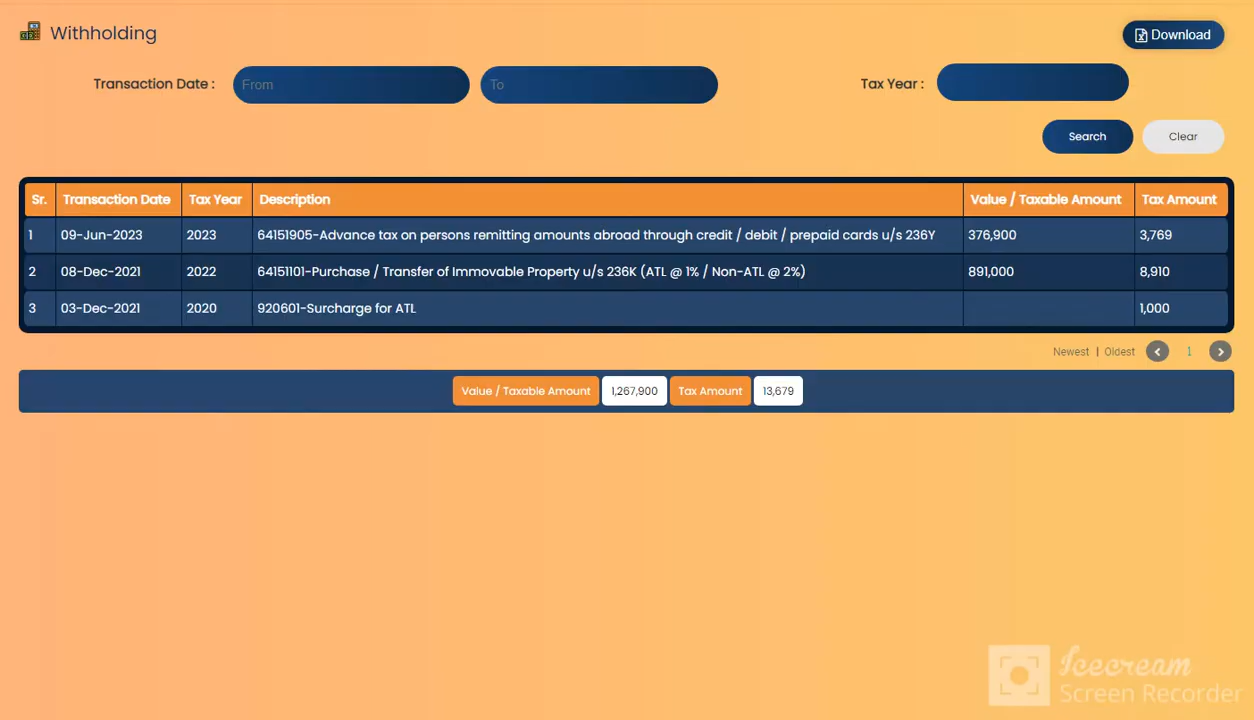 Withholding
Download
Transaction Date : From To Tax Year :
Search Clear
Sr. Transaction Date Tax Year Description Value / Taxable Amount Tax Amount
1 09-Jun-2023 2023 64151905-Advance tax on persons remitting amounts abroad through credit / debit / prepaid cards u/s 236Y 376,900 3,769
2 08-Dec-2021 2022 64151101-Purchase / Transfer of Immovable Property u/s 236K (ATL @ 1% / Non-ATL @ 2%) 891,000 8,910
3 03-Dec-2021 2020 920601-Surcharge for ATL 1,000
Newest | Oldest 1
Value / Taxable Amount 1,267,900 Tax Amount 13,679
Icecream
Screen Recorder